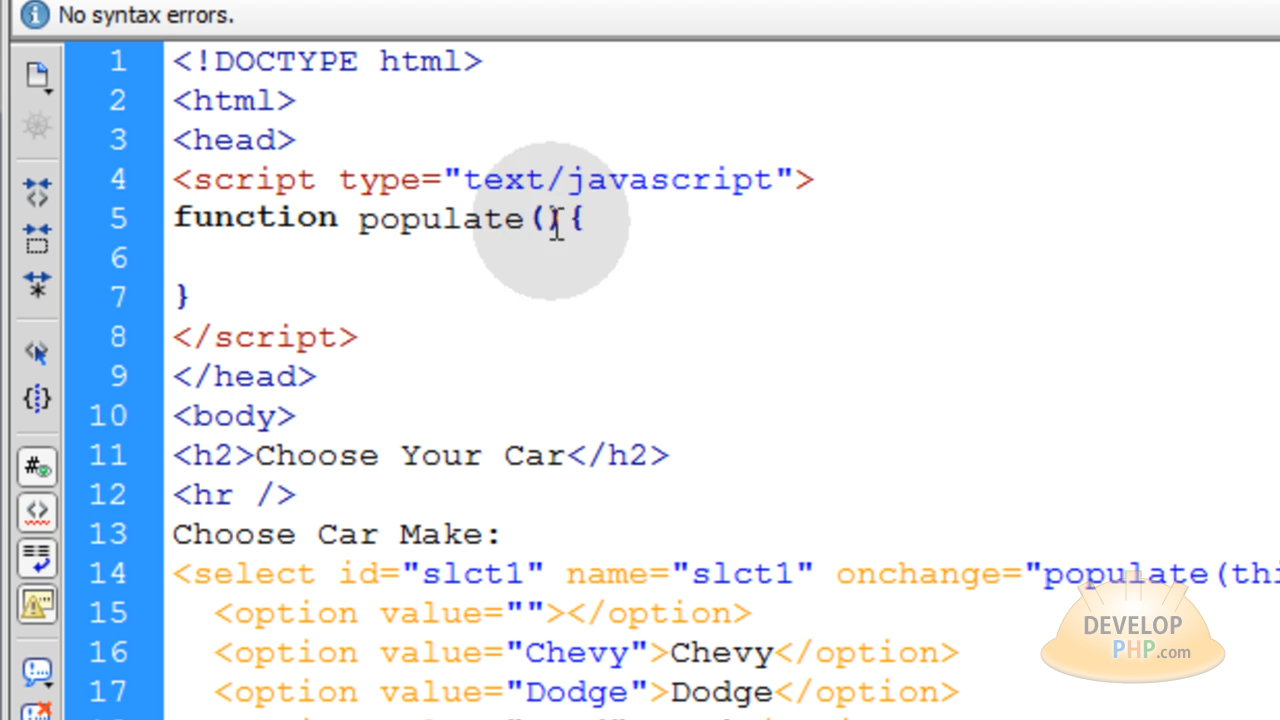 No syntax errors.
1 <!DOCTYPE html>
2 <html>
3 <head>
4 <script type="text/javascript">
5 function populate(){
6
7 }
8 </script>
9 </head>
10 <body>
11 <h2>Choose Your Car</h2>
12 <hr />
13 Choose Car Make:
14 <select id="slct1" name="slct1" onchange="populate(thi
15 <option value=""></option>
16 <option value="Chevy">Chevy</option>
17 <option value="Dodge">Dodge</option>
DEVELOP
PHP.com